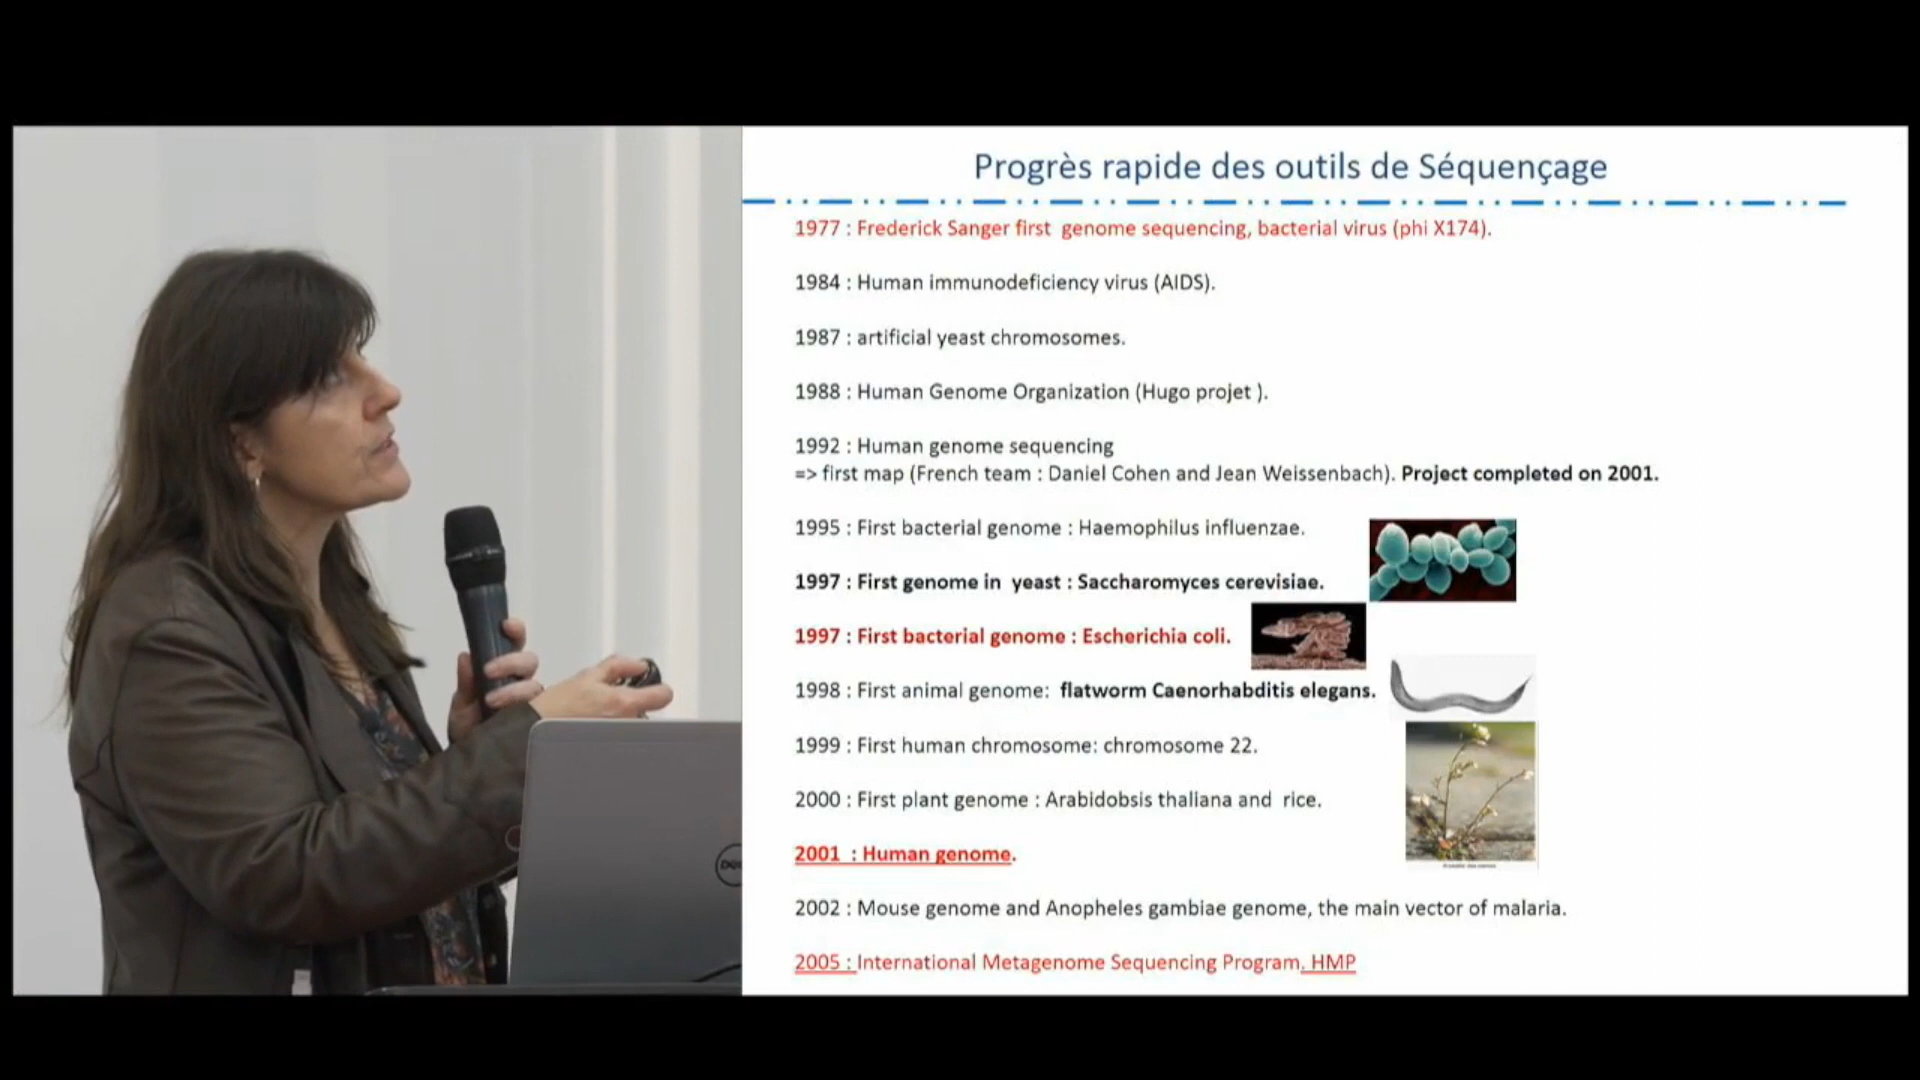 Progrès rapide des outils de Séquençage
1977 : Frederick Sanger first genome sequencing, bacterial virus (phi X174).
1984 : Human immunodeficiency virus (AIDS).
1987 : artificial yeast chromosomes.
1988 : Human Genome Organization (Hugo projet ).
1992 : Human genome sequencing
=> first map (French team : Daniel Cohen and Jean Weissenbach). Project completed on 2001.
1995 : First bacterial genome : Haemophilus influenzae.
1997 : First genome in yeast : Saccharomyces cerevisiae.
1997 : First bacterial genome : Escherichia coli.
1998 : First animal genome: flatworm Caenorhabditis elegans.
1999 : First human chromosome: chromosome 22.
2000 : First plant genome : Arabidobsis thaliana and rice.
2001 : Human genome.
2002 : Mouse genome and Anopheles gambiae genome, the main vector of malaria.
2005 : International Metagenome Sequencing Program. HMP